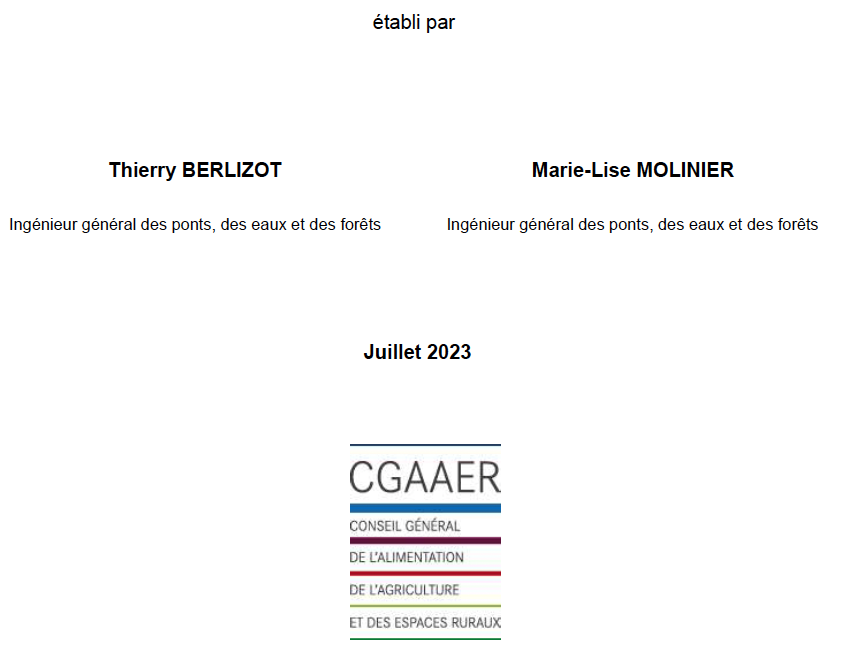 établi par
Thierry BERLIZOT
Marie-Lise MOLINIER
Ingénieur général des ponts, des eaux et des forêts
Ingénieur général des ponts, des eaux et des forêts
Juillet 2023
CGAAER
CONSEIL GÉNÉRAL
DE L'ALIMENTATION
DE L'AGRICULTURE
ET DES ESPACES RURAUX